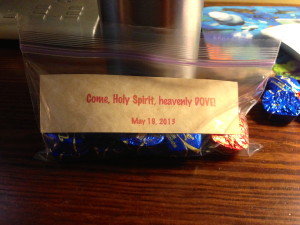 Come, Holy Spirit, heavenly DOVE!
May 19, 2013